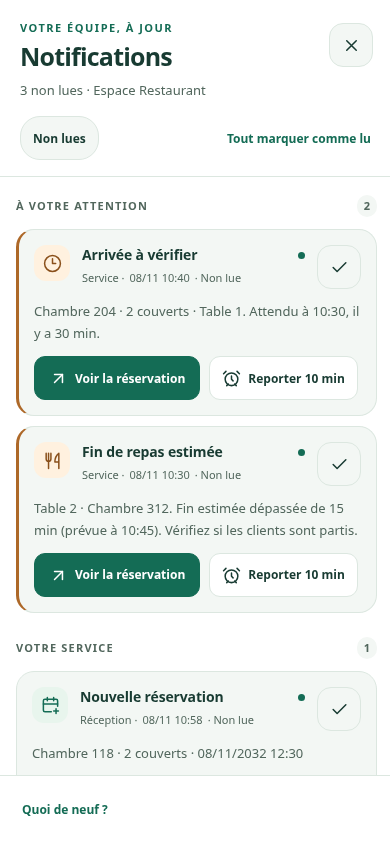 VOTRE ÉQUIPE, À JOUR
Notifications
3 non lues · Espace Restaurant
Non lues
Tout marquer comme lu
À VOTRE ATTENTION
2
Arrivée à vérifier
Service · 08/11 10:40 · Non lue
Chambre 204 · 2 couverts · Table 1. Attendu à 10:30, il
y a 30 min.
Voir la réservation
Reporter 10 min
Fin de repas estimée
Service · 08/11 10:30 · Non lue
Table 2 · Chambre 312. Fin estimée dépassée de 15
min (prévue à 10:45). Vérifiez si les clients sont partis.
Voir la réservation
Reporter 10 min
VOTRE SERVICE
1
Nouvelle réservation
Réception · 08/11 10:58 · Non lue
Chambre 118 · 2 couverts · 08/11/2032 12:30
Quoi de neuf ?